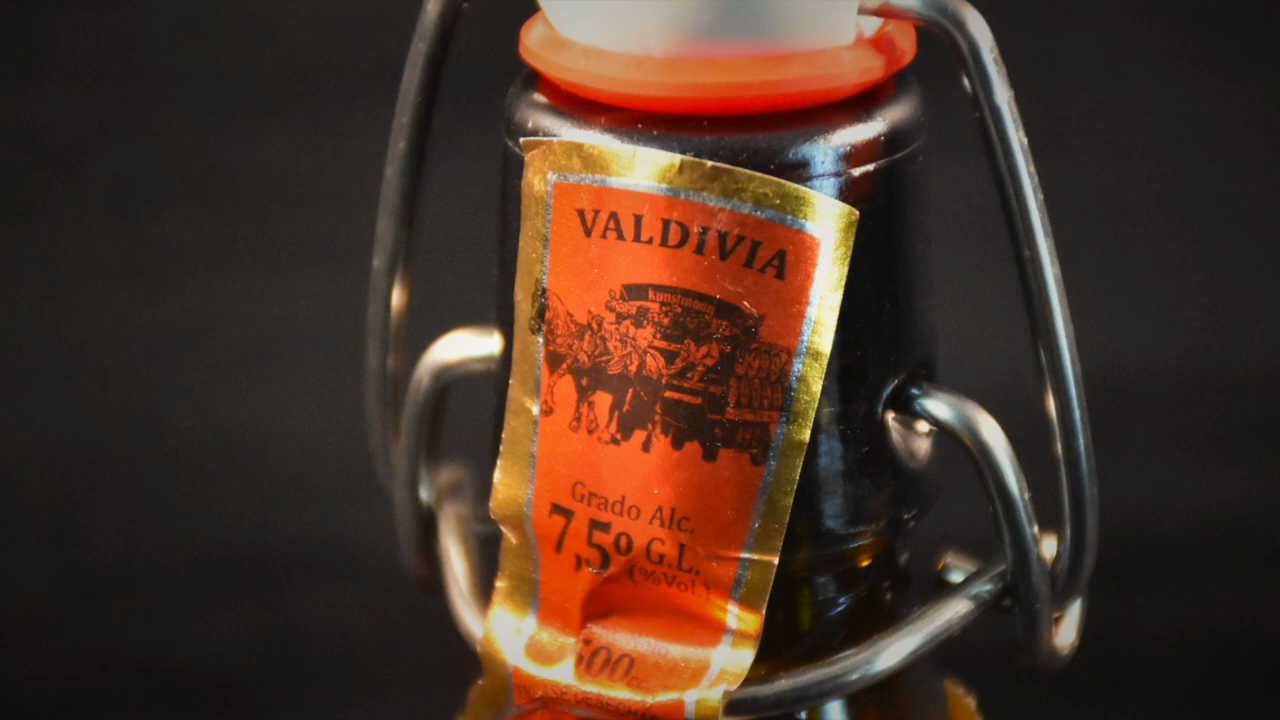 VALDIVIA
Kunstmann
Grado Alc.
7,5º G.L.
(%Vol.)
500cc